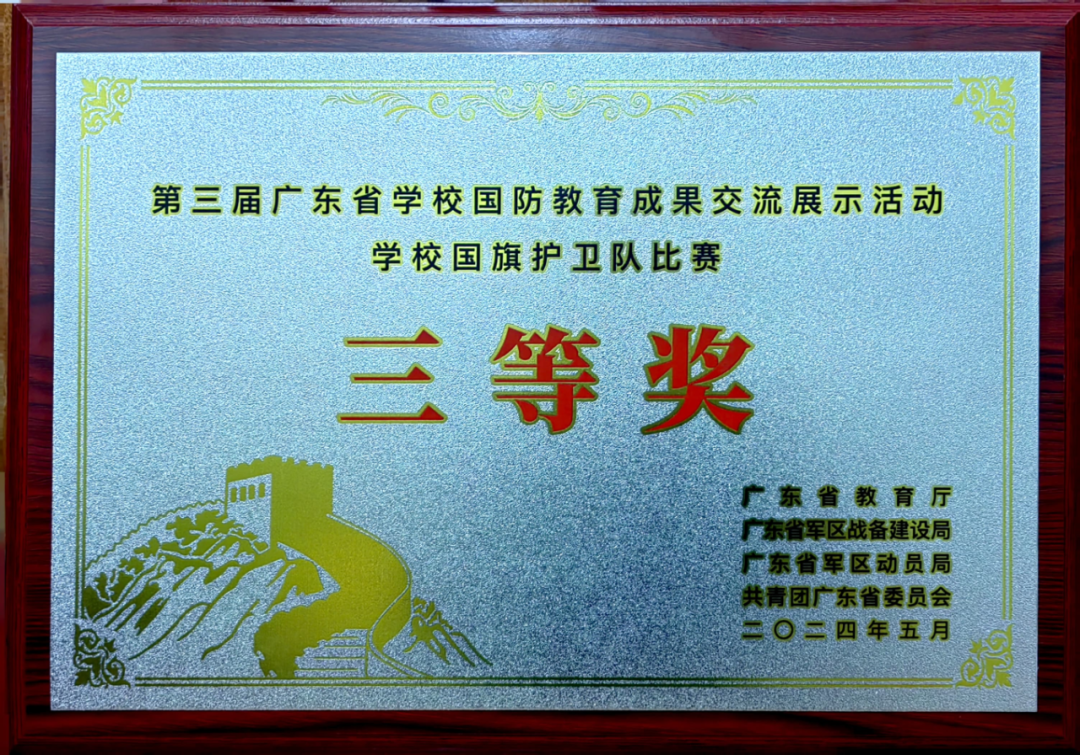 第三届广东省学校国防教育成果交流展示活动
学校国旗护卫队比赛
三等奖
广东省教育厅
广东省军区战备建设局
广东省军区动员局
共青团广东省委员会
二〇二四年五月